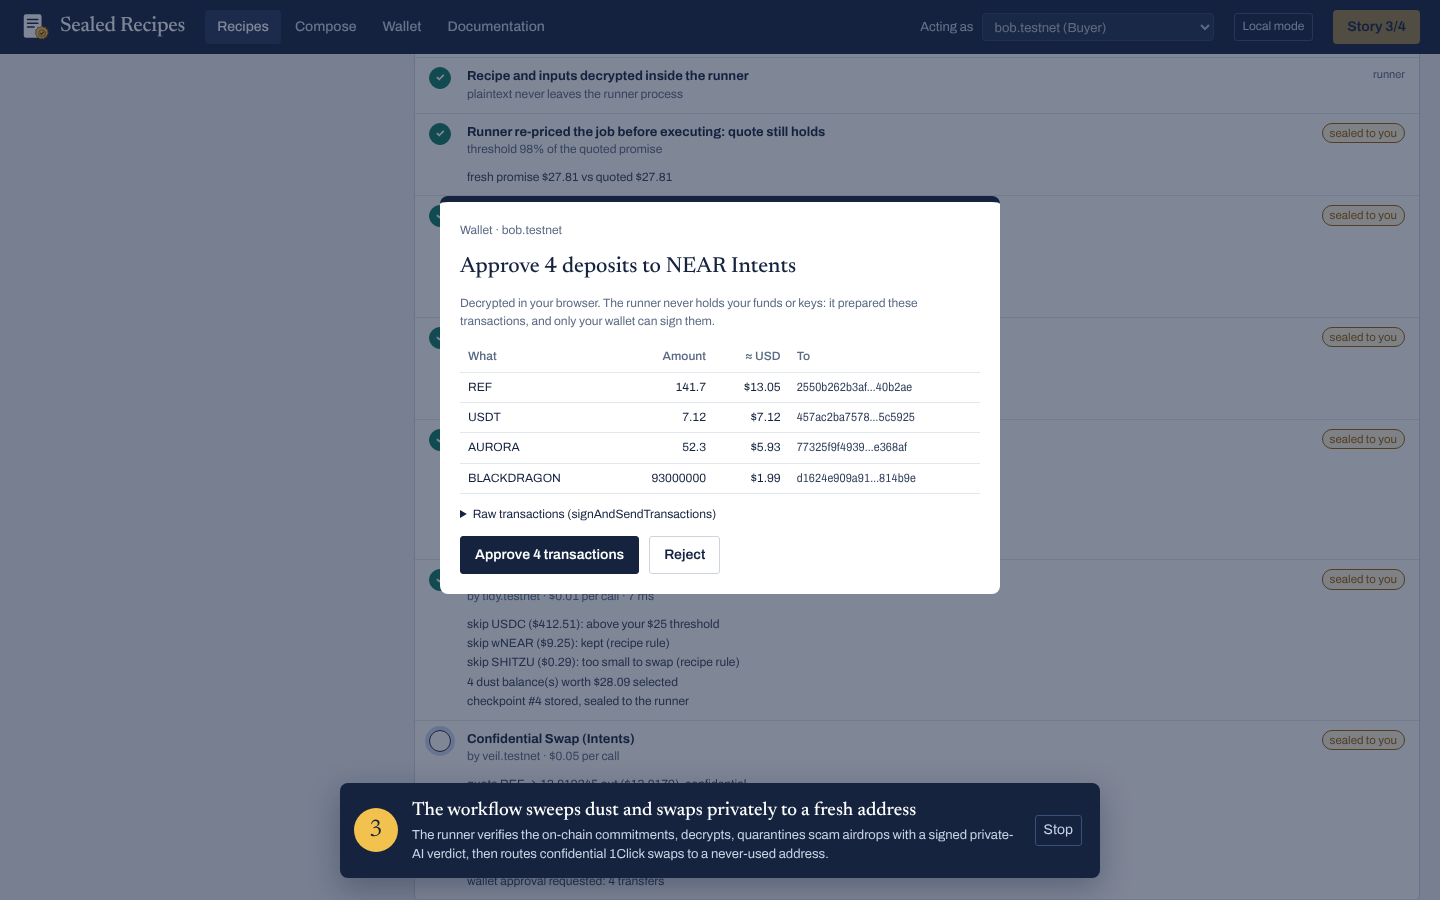 Sealed Recipes Recipes Compose Wallet Documentation Acting as bob.testnet (Buyer) Local mode Story 3/4
Recipe and inputs decrypted inside the runner runner
plaintext never leaves the runner process
Runner re-priced the job before executing: quote still holds sealed to you
threshold 98% of the quoted promise
fresh promise $27.81 vs quoted $27.81
sealed to you
Wallet · bob.testnet
Approve 4 deposits to NEAR Intents
Decrypted in your browser. The runner never holds your funds or keys: it prepared these
transactions, and only your wallet can sign them.
What Amount ≈ USD To
REF 141.7 $13.05 2550b262b3af...40b2ae
USDT 7.12 $7.12 457ac2ba7578...5c5925
AURORA 52.3 $5.93 77325f9f4939...e368af
BLACKDRAGON 93000000 $1.99 d1624e909a91...814b9e
Raw transactions (signAndSendTransactions)
Approve 4 transactions Reject
sealed to you
sealed to you
sealed to you
by tidy.testnet · $0.01 per call · 7 ms
skip USDC ($412.51): above your $25 threshold
skip wNEAR ($9.25): kept (recipe rule)
skip SHITZU ($0.29): too small to swap (recipe rule)
4 dust balance(s) worth $28.09 selected
checkpoint #4 stored, sealed to the runner
Confidential Swap (Intents) sealed to you
by veil.testnet · $0.05 per call
3
The workflow sweeps dust and swaps privately to a fresh address
The runner verifies the on-chain commitments, decrypts, quarantines scam airdrops with a signed private-
AI verdict, then routes confidential 1Click swaps to a never-used address.
Stop
wallet approval requested: 4 transfers